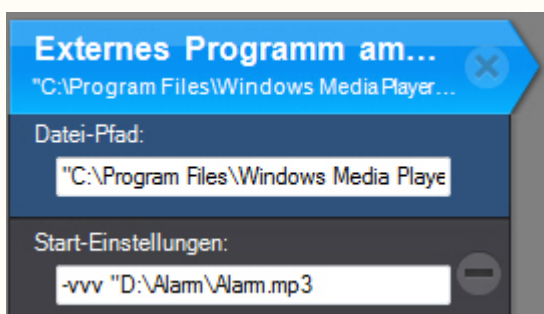 Externes Programm am...
"C:\Program Files\Windows Media Player...
Datei-Pfad:
"C:\Program Files\Windows Media Playe
Start-Einstellungen:
-vvv "D:\Alarm\Alarm.mp3